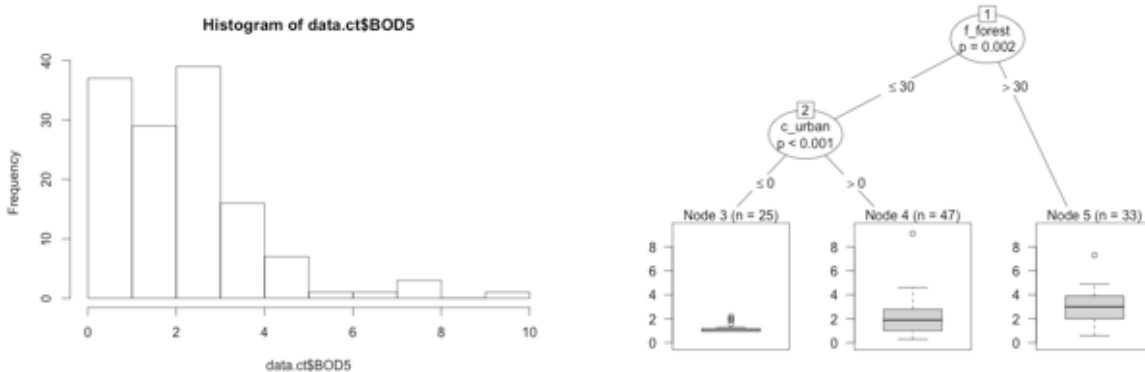 Histogram of data.ct$BOD5
Frequency
0
10
20
30
40
0 2 4 6 8 10
data.ct$BOD5
1
f_forest
p = 0.002
≤ 30
> 30
2
c_urban
p < 0.001
≤ 0
> 0
Node 3 (n = 25)
8
6
4
2
0
Node 4 (n = 47)
8
6
4
2
0
Node 5 (n = 33)
8
6
4
2
0